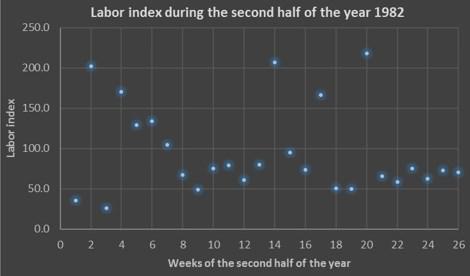 Labor index during the second half of the year 1982
250.0
200.0
150.0
100.0
50.0
0.0
Labor index
0 2 4 6 8 10 12 14 16 18 20 22 24 26
Weeks of the second half of the year